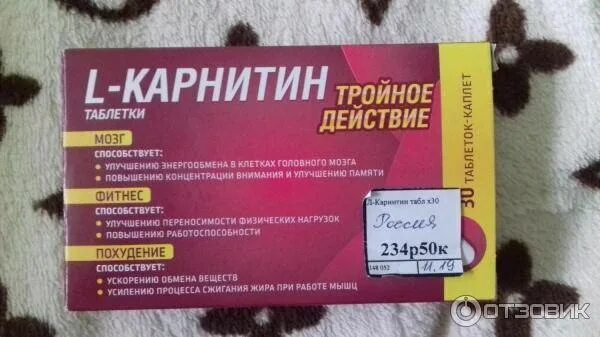 L-КАРНИТИН
ТАБЛЕТКИ
ТРОЙНОЕ
ДЕЙСТВИЕ
МОЗГ
СПОСОБСТВУЕТ:
• УЛУЧШЕНИЮ ЭНЕРГООБМЕНА В КЛЕТКАХ ГОЛОВНОГО МОЗГА
• ПОВЫШЕНИЮ КОНЦЕНТРАЦИИ ВНИМАНИЯ И УЛУЧШЕНИЮ ПАМЯТИ
ФИТНЕС
СПОСОБСТВУЕТ:
• УЛУЧШЕНИЮ ПЕРЕНОСИМОСТИ ФИЗИЧЕСКИХ НАГРУЗОК
• ПОВЫШЕНИЮ РАБОТОСПОСОБНОСТИ
ПОХУДЕНИЕ
СПОСОБСТВУЕТ:
• УСКОРЕНИЮ ОБМЕНА ВЕЩЕСТВ
• УСИЛЕНИЮ ПРОЦЕССА СЖИГАНИЯ ЖИРА ПРИ РАБОТЕ МЫШЦ
30 ТАБЛЕТОК-КАПЛЕТ
Л-Карнитин табл х30
Россия
234р50к
148 052
11.19
ОТЗОВИК